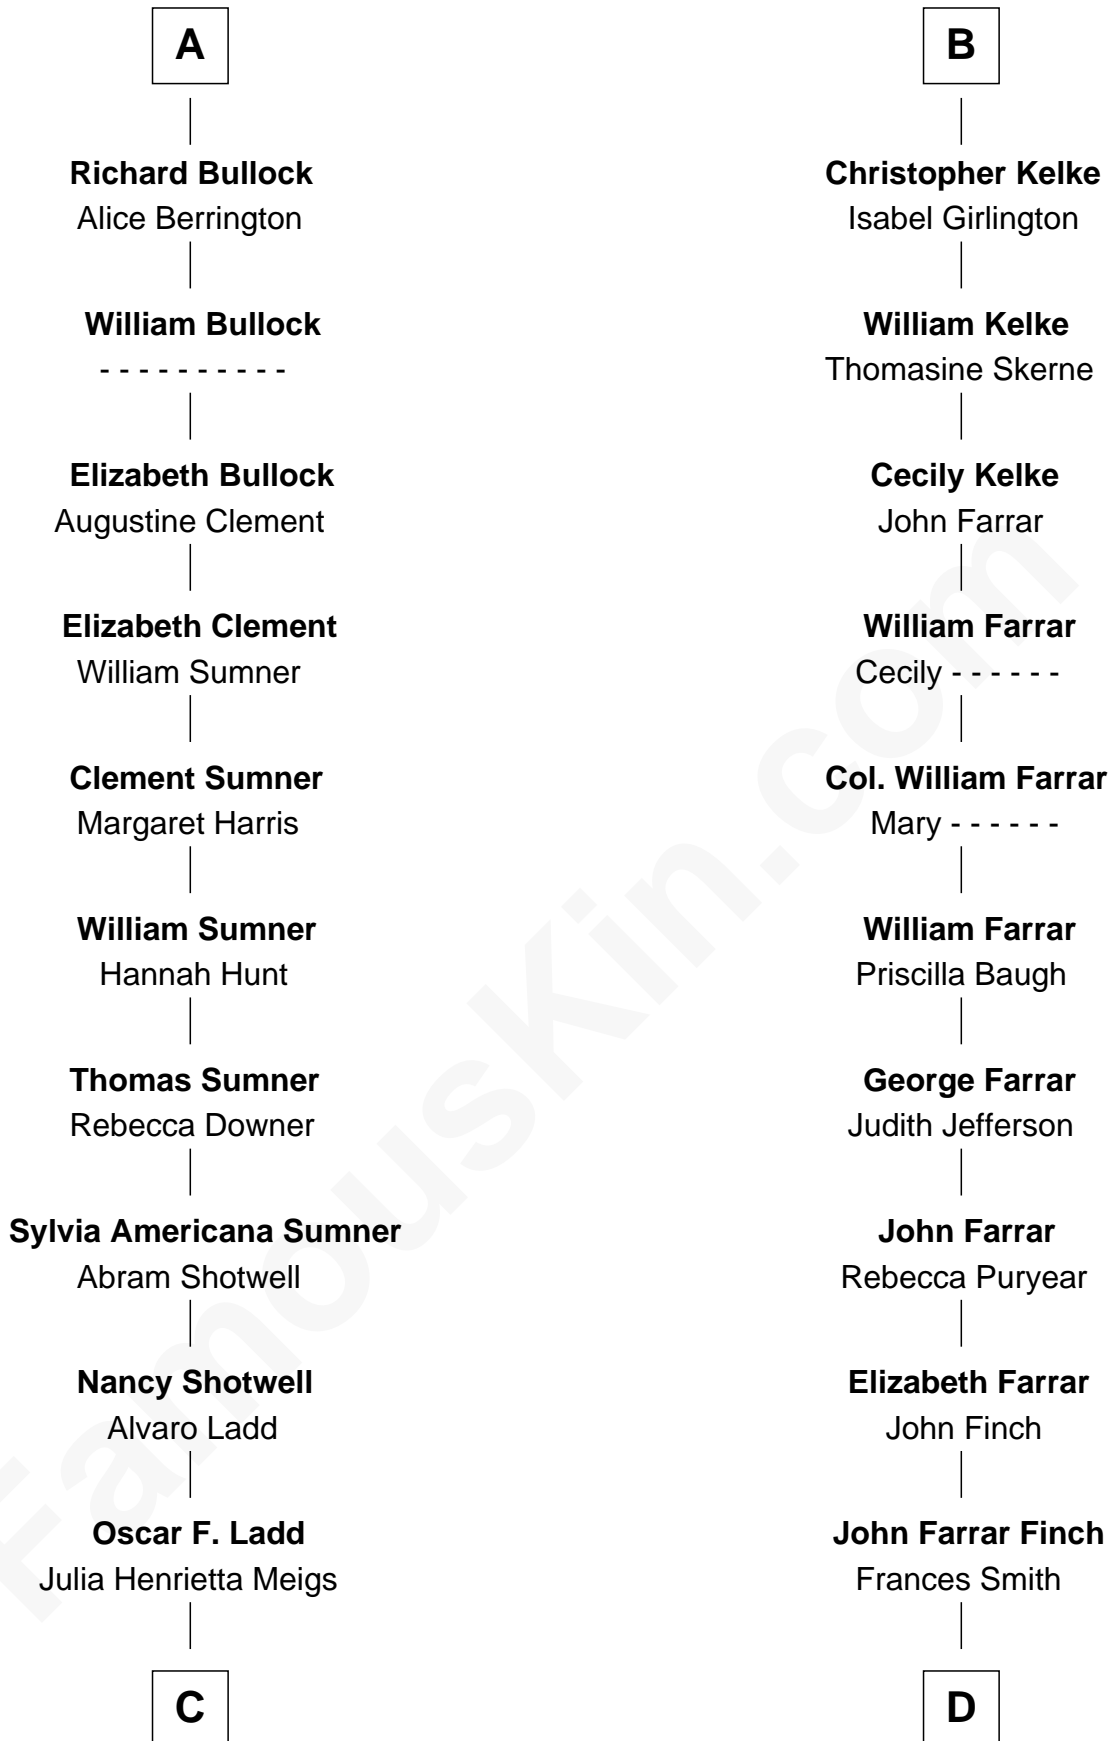 A
Richard Bullock
Alice Berrington
William Bullock
- - - - - - - - - -
Elizabeth Bullock
Augustine Clement
Elizabeth Clement
William Sumner
Clement Sumner
Margaret Harris
William Sumner
Hannah Hunt
Thomas Sumner
Rebecca Downer
Sylvia Americana Sumner
Abram Shotwell
Nancy Shotwell
Alvaro Ladd
Oscar F. Ladd
Julia Henrietta Meigs
C
B
Christopher Kelke
Isabel Girlington
William Kelke
Thomasine Skerne
Cecily Kelke
John Farrar
William Farrar
Cecily - - - - - -
Col. William Farrar
Mary - - - - - -
William Farrar
Priscilla Baugh
George Farrar
Judith Jefferson
John Farrar
Rebecca Puryear
Elizabeth Farrar
John Finch
John Farrar Finch
Frances Smith
D
FamousKin.com